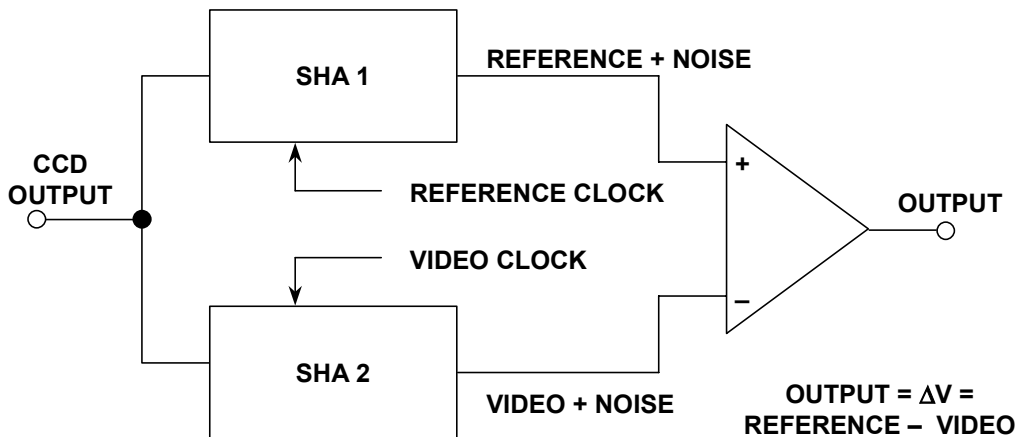 SHA 1
REFERENCE + NOISE
CCD
OUTPUT
REFERENCE CLOCK
+
OUTPUT
VIDEO CLOCK
–
SHA 2
VIDEO + NOISE
OUTPUT = ΔV =
REFERENCE – VIDEO